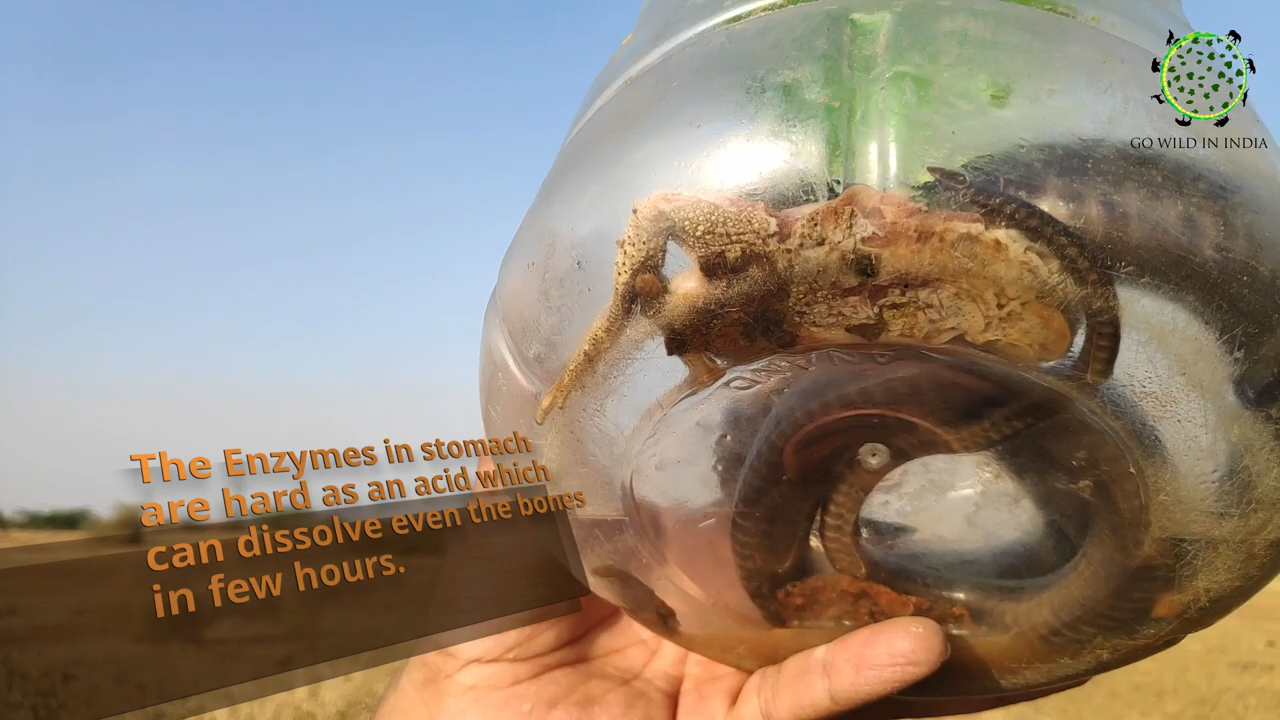 GO WILD IN INDIA
The Enzymes in stomach
are hard as an acid which
can dissolve even the bones
in few hours.